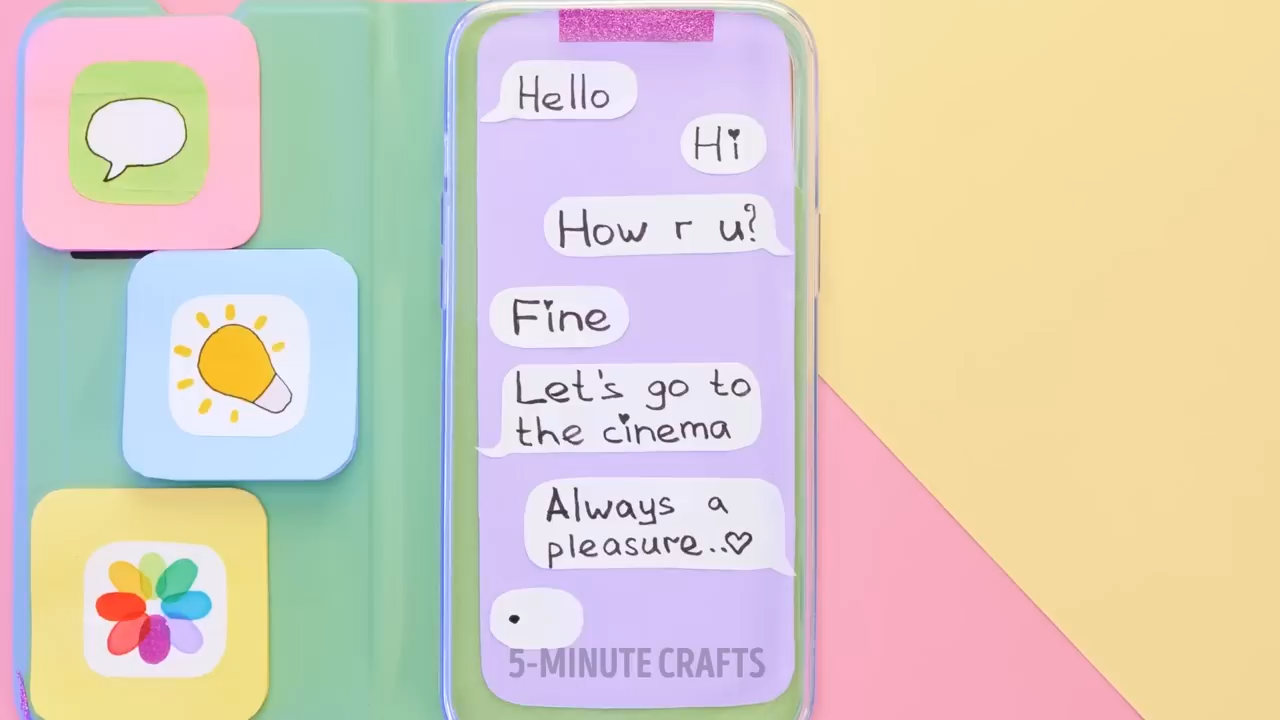 Hello
Hi
How r u?
Fine
Let's go to
the cinema
Always a
pleasure..♡
.
5-MINUTE CRAFTS